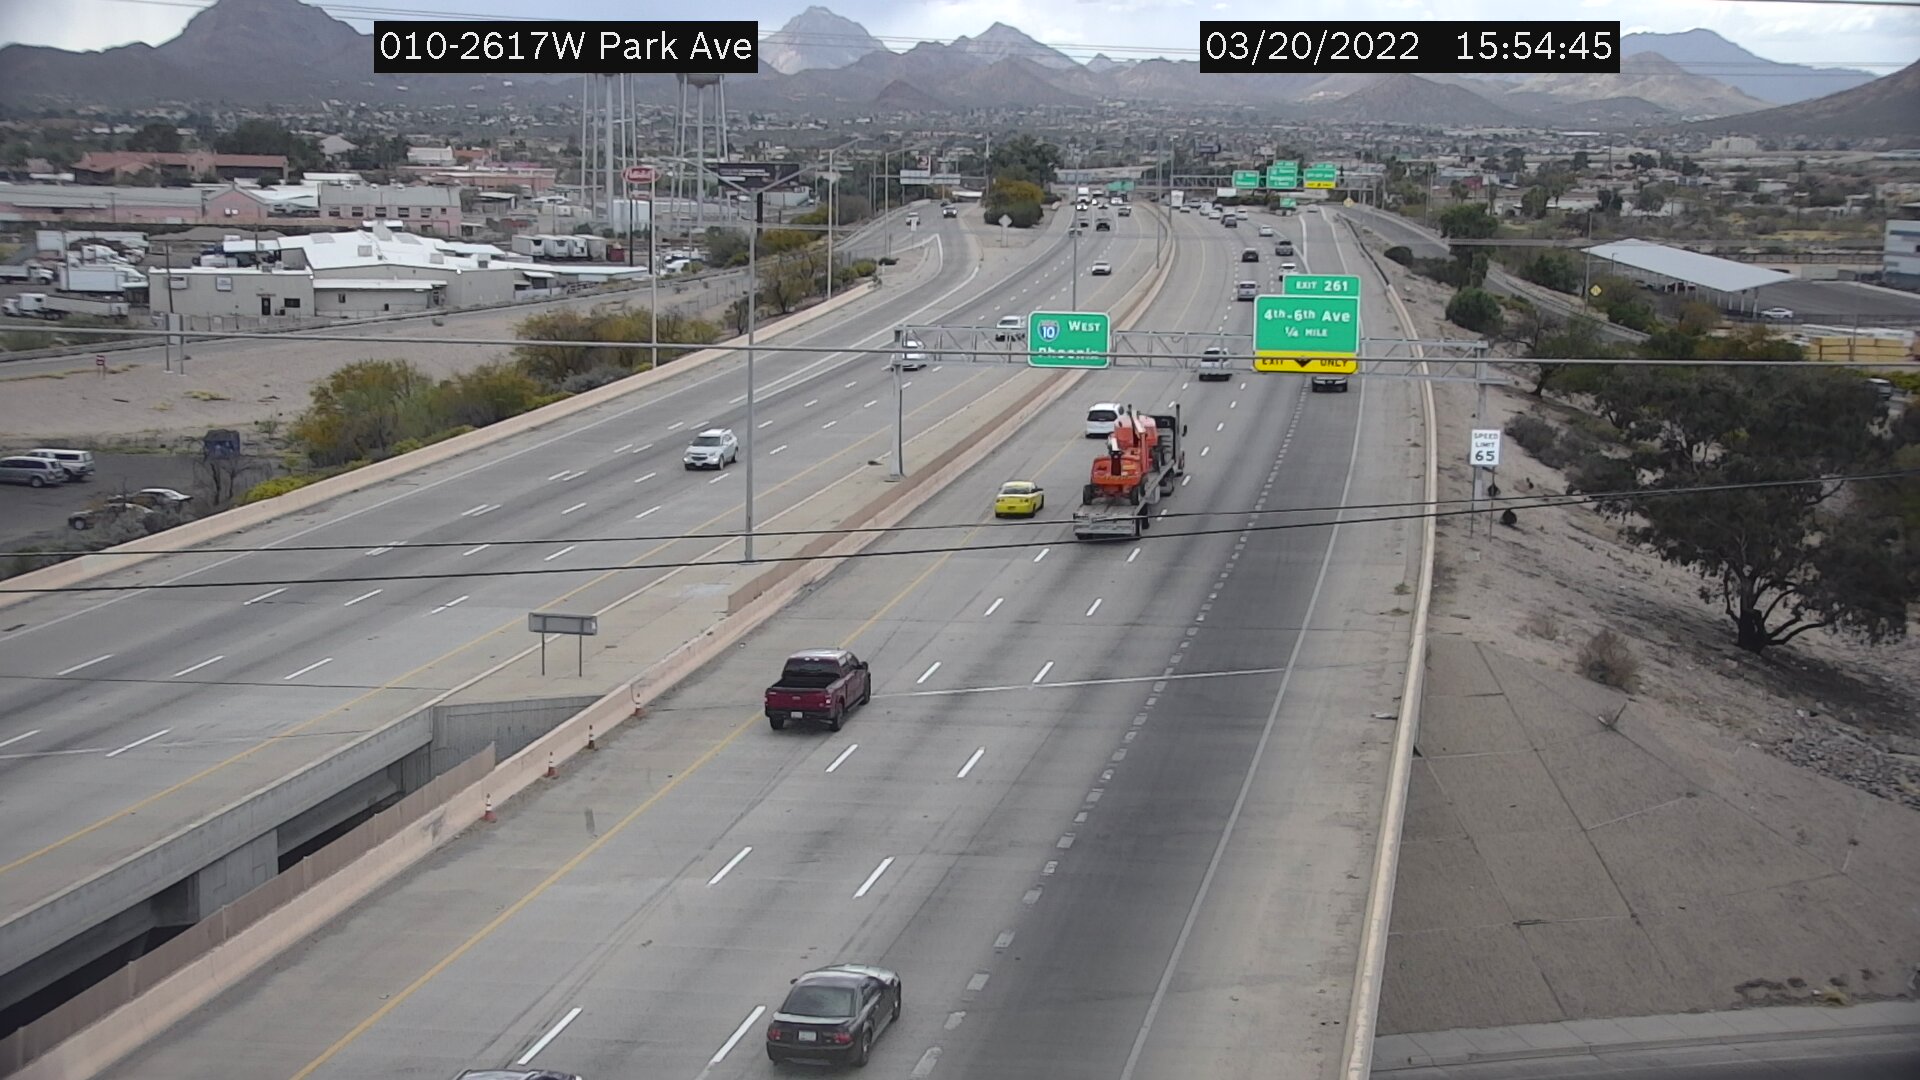 010-2617W Park Ave
03/20/2022 15:54:45
EXIT 261
4th-6th Ave
1/4 MILE
EXIT ONLY
10 WEST
Phoenix
SPEED
LIMIT
65